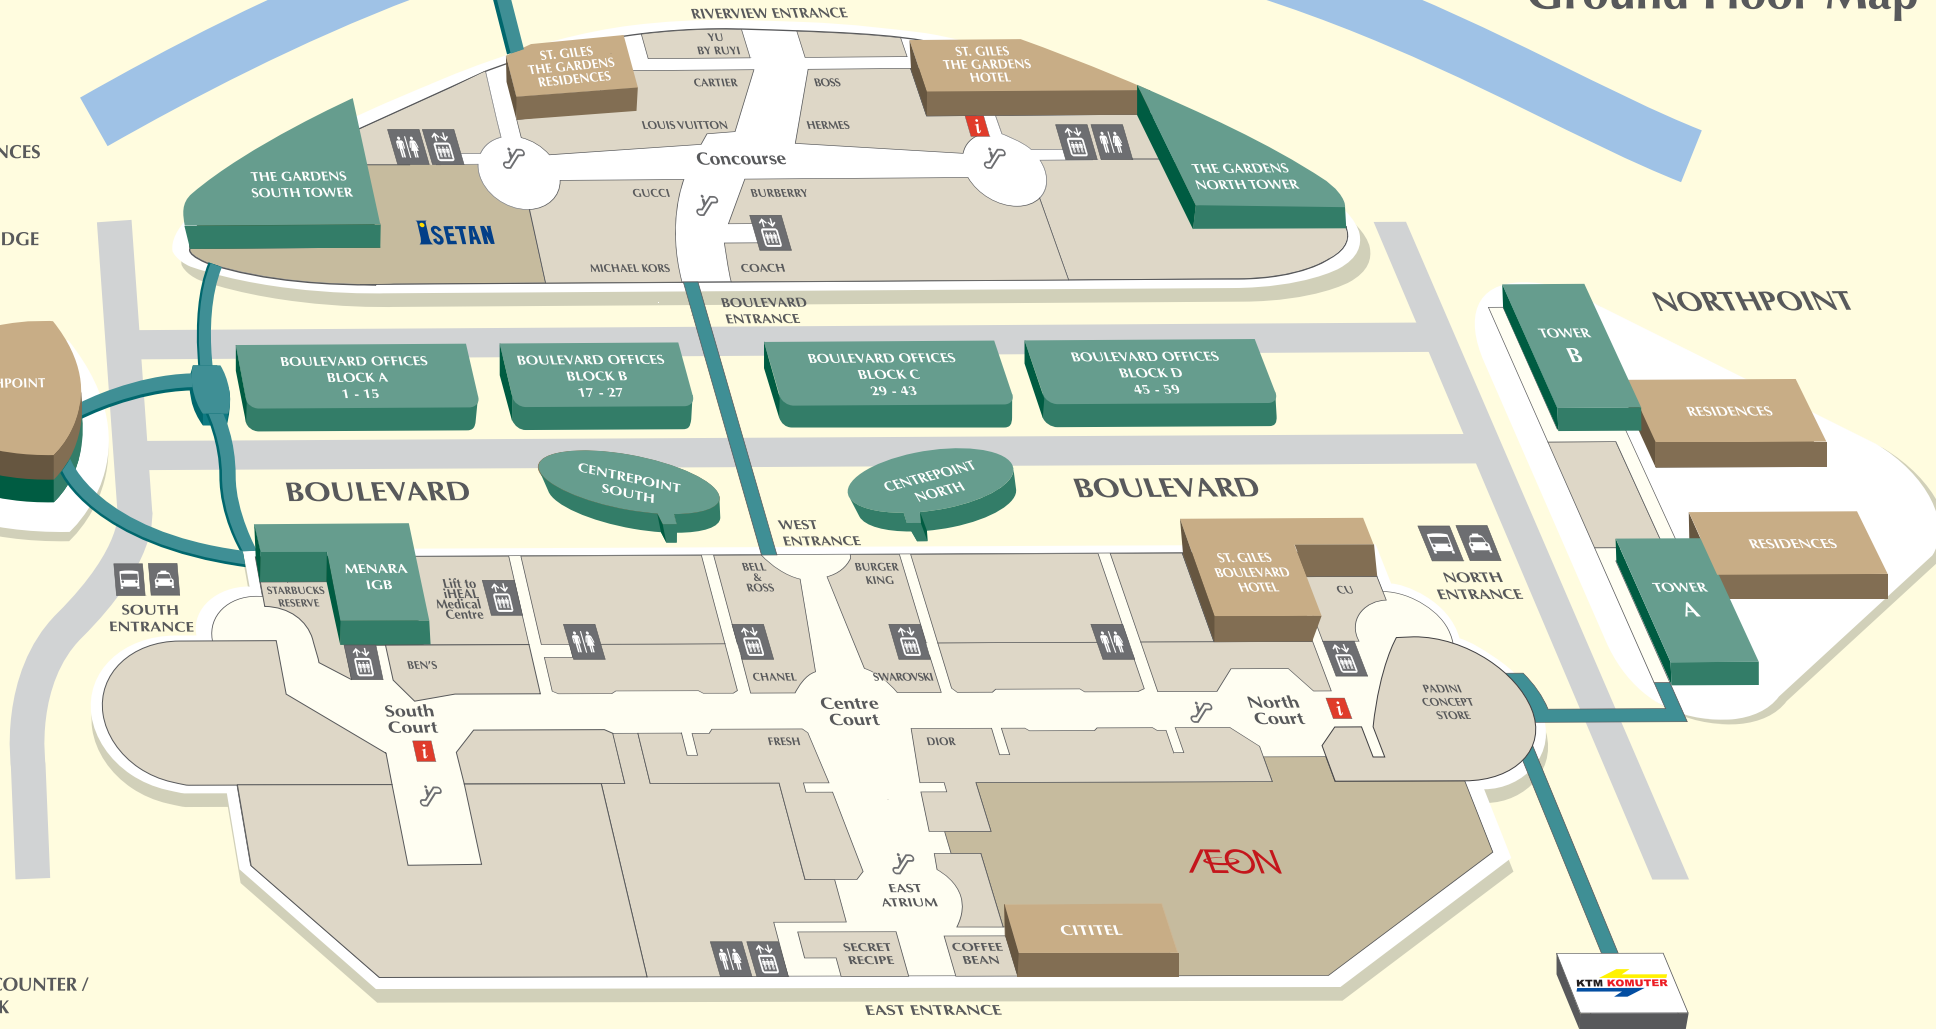 Ground Floor Map
RIVERVIEW ENTRANCE
YU
BY RUYI
ST. GILES
THE GARDENS
RESIDENCES
ST. GILES
THE GARDENS
HOTEL
CARTIER
BOSS
LOUIS VUITTON
HERMES
i
NCES
Concourse
THE GARDENS
SOUTH TOWER
THE GARDENS
NORTH TOWER
GUCCI
BURBERRY
ISETAN
DGE
MICHAEL KORS
COACH
BOULEVARD
ENTRANCE
NORTHPOINT
TOWER
B
BOULEVARD OFFICES
BLOCK A
1 - 15
BOULEVARD OFFICES
BLOCK B
17 - 27
BOULEVARD OFFICES
BLOCK C
29 - 43
BOULEVARD OFFICES
BLOCK D
45 - 59
HPOINT
RESIDENCES
BOULEVARD
CENTREPOINT
SOUTH
CENTREPOINT
NORTH
BOULEVARD
WEST
ENTRANCE
RESIDENCES
MENARA
IGB
STARBUCKS
RESERVE
Lift to
iHEAL
Medical
Centre
BELL
&
ROSS
BURGER
KING
ST. GILES
BOULEVARD
HOTEL
CU
NORTH
ENTRANCE
TOWER
A
SOUTH
ENTRANCE
BEN'S
CHANEL
SWAROVSKI
PADINI
CONCEPT
STORE
South
Court
i
Centre
Court
North
Court
i
FRESH
DIOR
AEON
EAST
ATRIUM
CITITEL
SECRET
RECIPE
COFFEE
BEAN
COUNTER /
K
KTM KOMUTER
EAST ENTRANCE